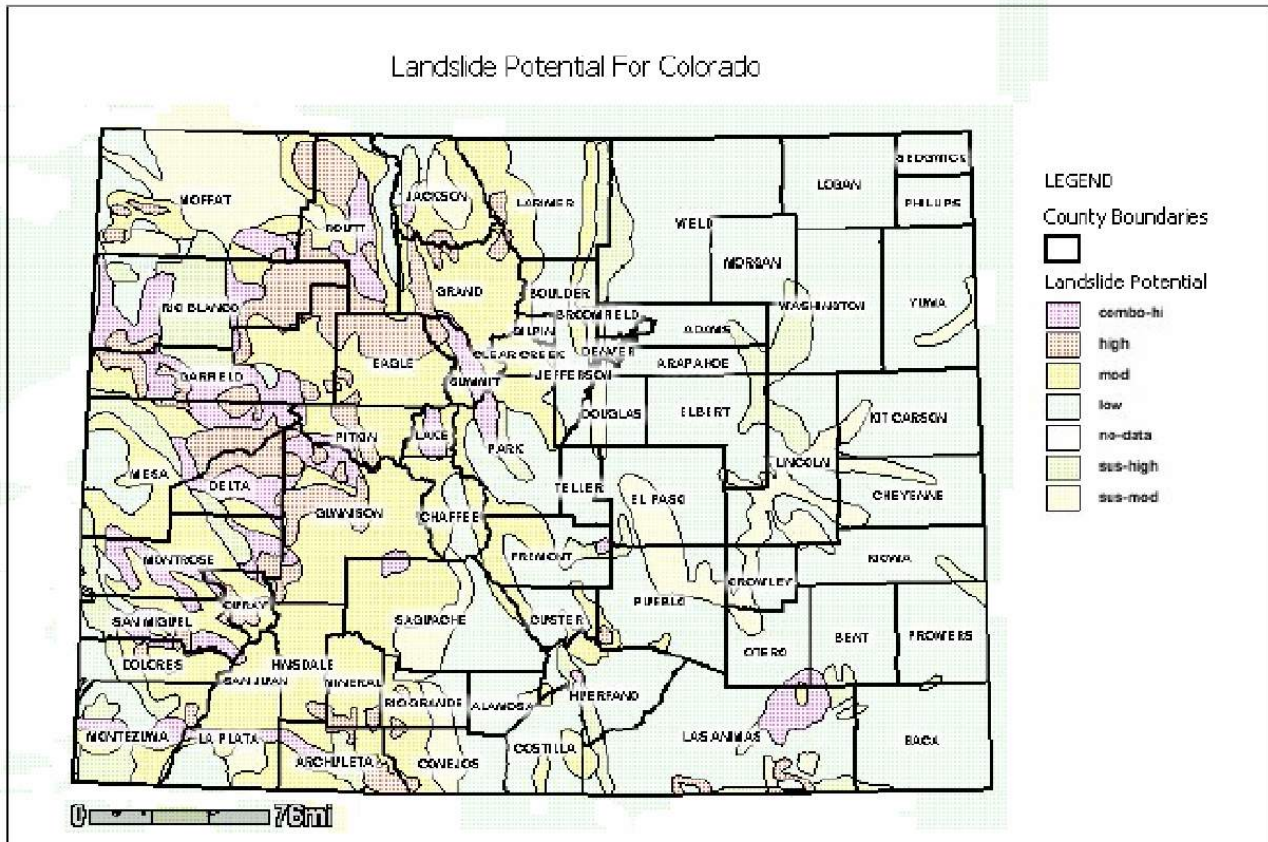 Landslide Potential For Colorado
SEDGWICK
LOGAN
PHILLIPS
MOFFAT
JACKSON
LARIMER
WELD
ROUTT
MORGAN
GRAND
BOULDER
WASHINGTON
YUMA
RIO BLANCO
BROOMFIELD
GILPIN
ADAMS
EAGLE
CLEAR CREEK
DENVER
ARAPAHOE
GARFIELD
SUMMIT
JEFFERSON
DOUGLAS
ELBERT
KIT CARSON
PITKIN
LAKE
PARK
LINCOLN
MESA
DELTA
TELLER
EL PASO
CHEYENNE
GUNNISON
CHAFFEE
MONTROSE
FREMONT
KIOWA
CROWLEY
OURAY
PUEBLO
SAN MIGUEL
SAGUACHE
CUSTER
OTERO
BENT
PROWERS
DOLORES
HINSDALE
SAN JUAN
MINERAL
RIO GRANDE
ALAMOSA
HUERFANO
MONTEZUMA
LA PLATA
ARCHULETA
CONEJOS
COSTILLA
LAS ANIMAS
BACA
0 76mi
LEGEND
County Boundaries
Landslide Potential
combo-hi
high
mod
low
no-data
sus-high
sus-mod